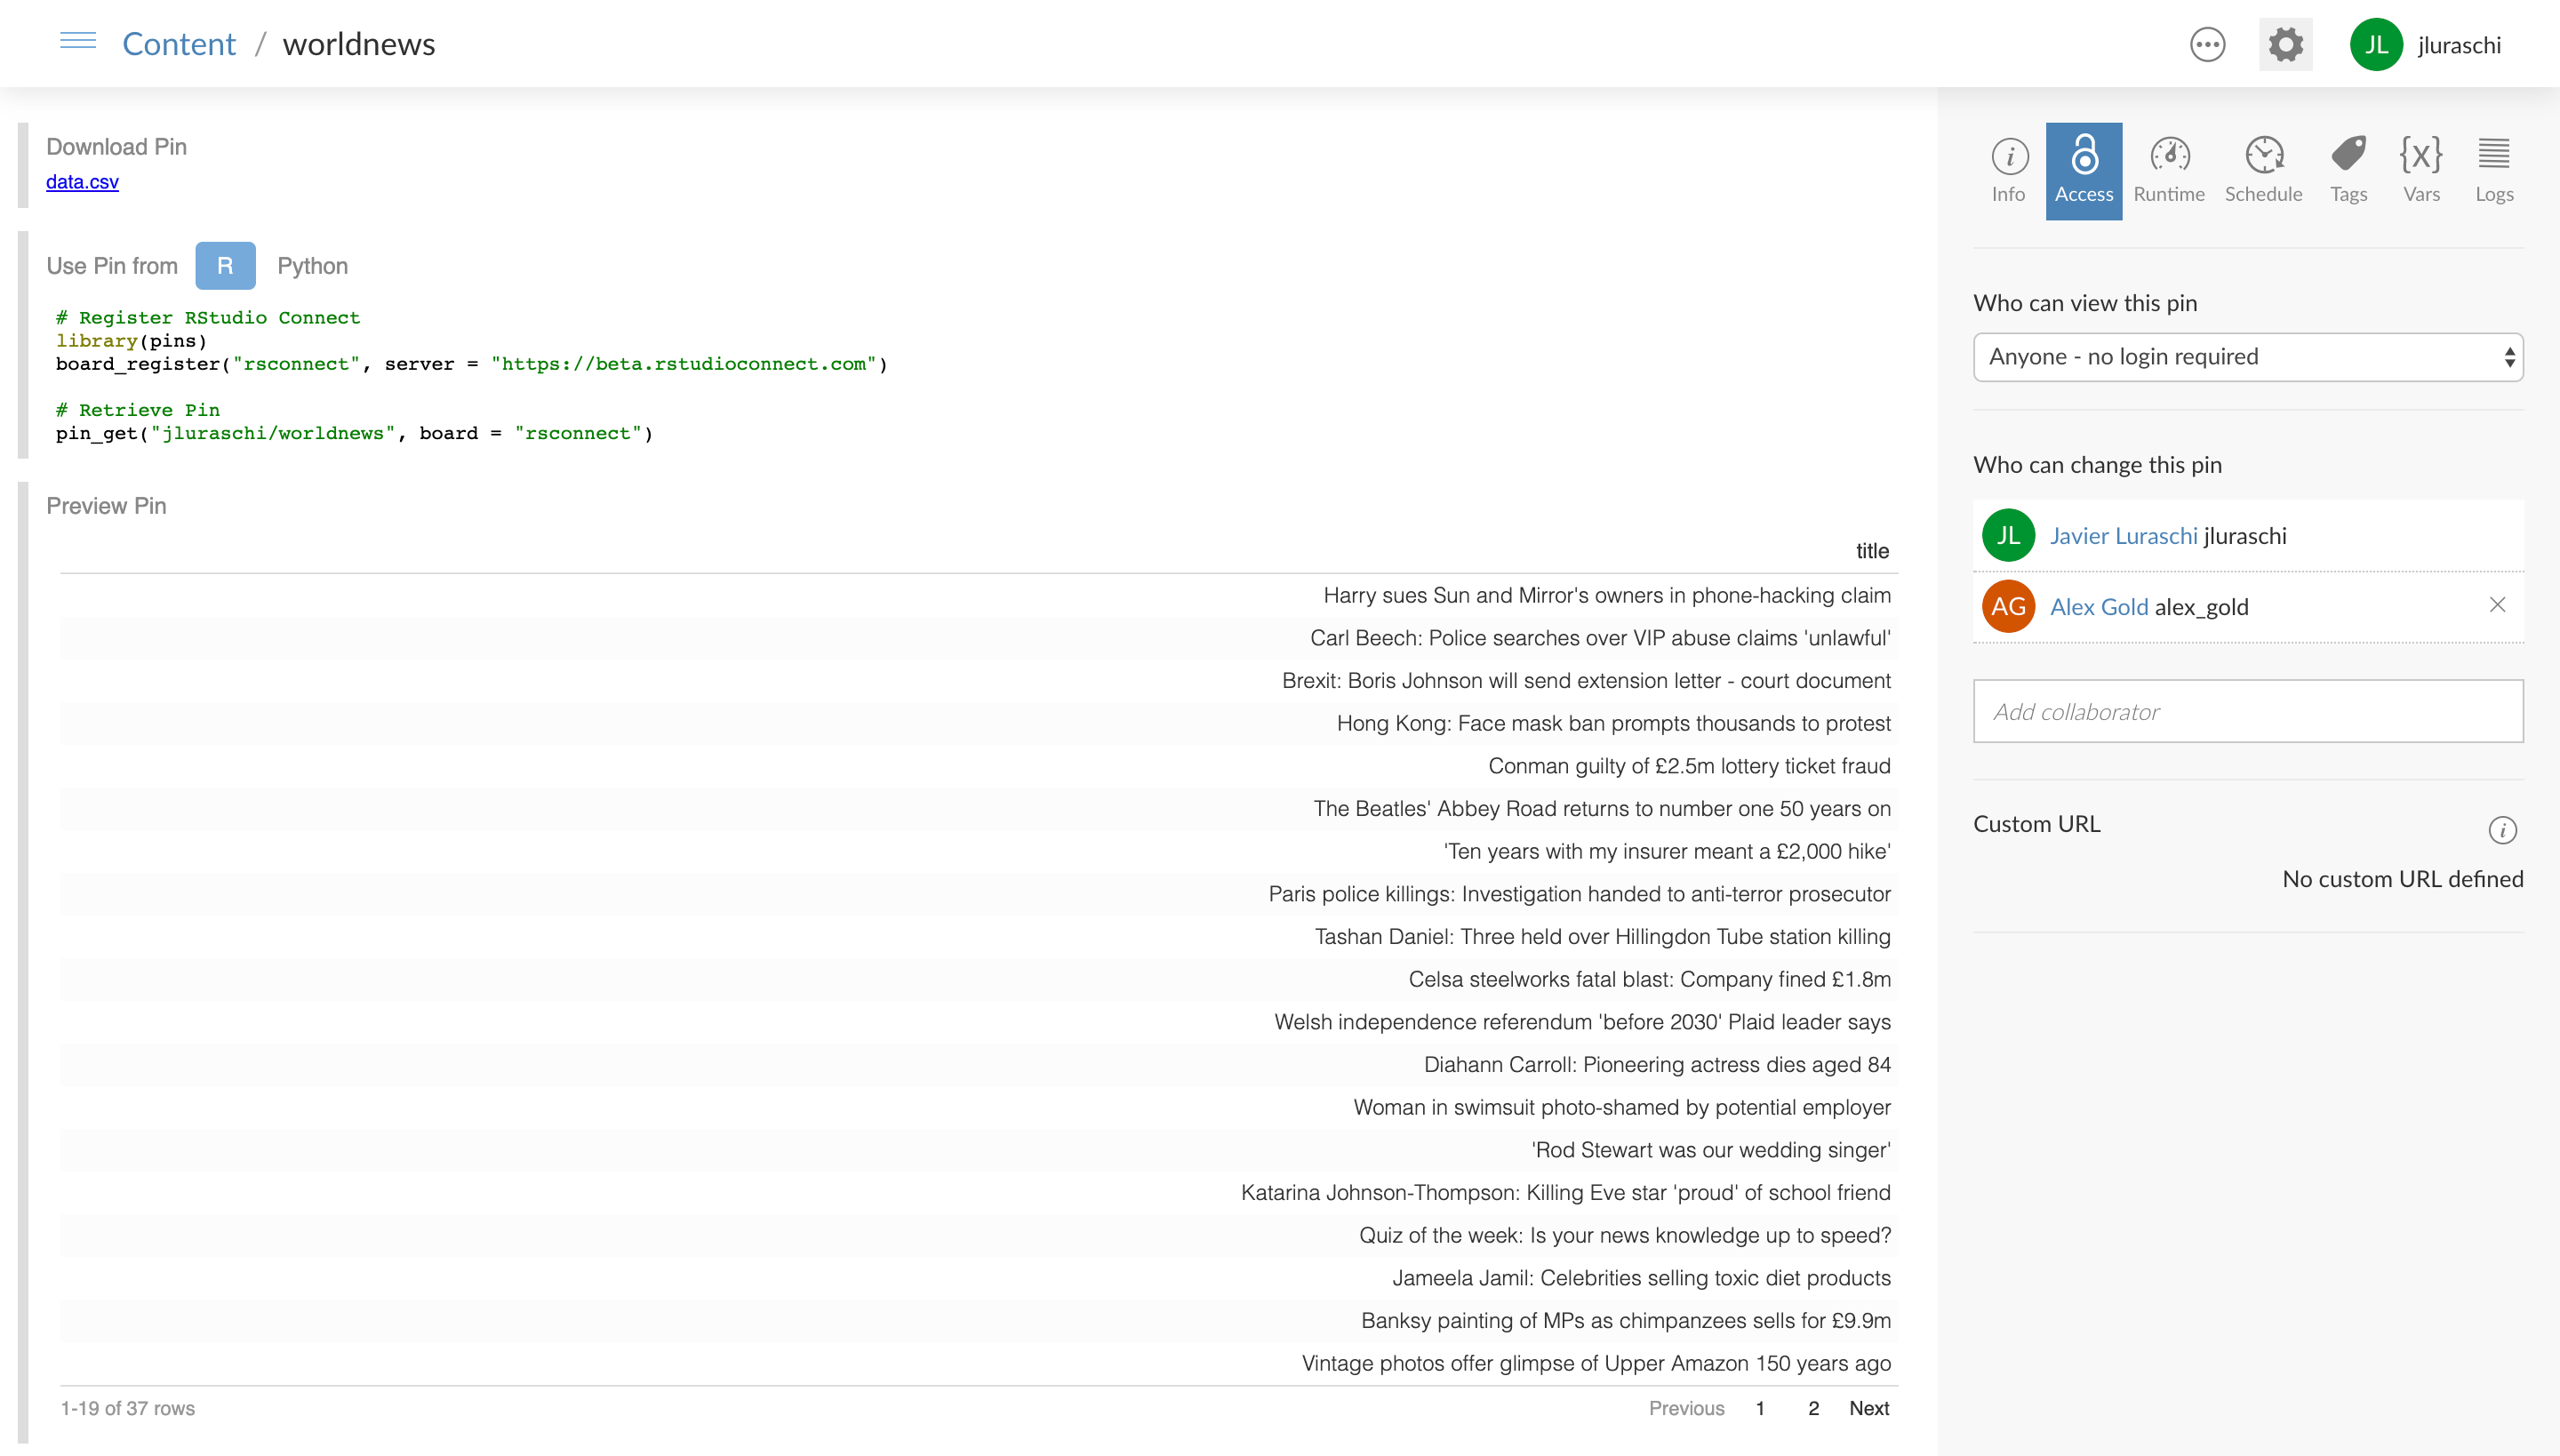 Content / worldnews
JL jluraschi
Download Pin
data.csv
Use Pin from R Python
# Register RStudio Connect
library(pins)
board_register("rsconnect", server = "https://beta.rstudioconnect.com")
# Retrieve Pin
pin_get("jluraschi/worldnews", board = "rsconnect")
Preview Pin
title
Harry sues Sun and Mirror's owners in phone-hacking claim
Carl Beech: Police searches over VIP abuse claims 'unlawful'
Brexit: Boris Johnson will send extension letter - court document
Hong Kong: Face mask ban prompts thousands to protest
Conman guilty of £2.5m lottery ticket fraud
The Beatles' Abbey Road returns to number one 50 years on
'Ten years with my insurer meant a £2,000 hike'
Paris police killings: Investigation handed to anti-terror prosecutor
Tashan Daniel: Three held over Hillingdon Tube station killing
Celsa steelworks fatal blast: Company fined £1.8m
Welsh independence referendum 'before 2030' Plaid leader says
Diahann Carroll: Pioneering actress dies aged 84
Woman in swimsuit photo-shamed by potential employer
'Rod Stewart was our wedding singer'
Katarina Johnson-Thompson: Killing Eve star 'proud' of school friend
Quiz of the week: Is your news knowledge up to speed?
Jameela Jamil: Celebrities selling toxic diet products
Banksy painting of MPs as chimpanzees sells for £9.9m
Vintage photos offer glimpse of Upper Amazon 150 years ago
1-19 of 37 rows Previous 1 2 Next
i {x}
Info Access Runtime Schedule Tags Vars Logs
Who can view this pin
Anyone - no login required
Who can change this pin
JL Javier Luraschi jluraschi
AG Alex Gold alex_gold
Add collaborator
Custom URL i
No custom URL defined